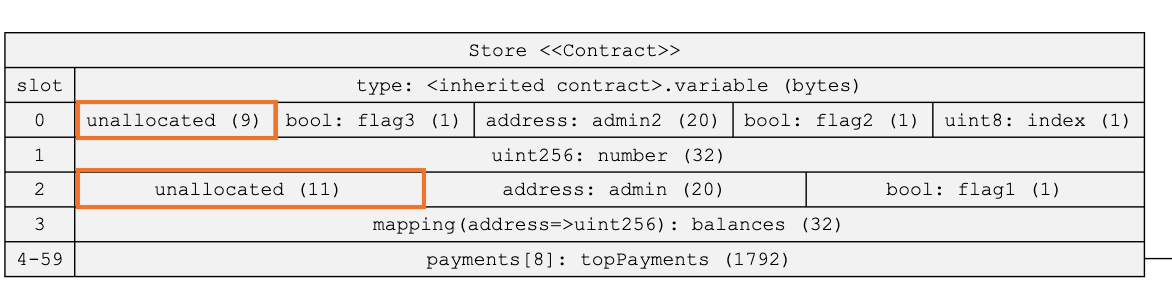 Store <<Contract>>
slot type: <inherited contract>.variable (bytes)
0 unallocated (9) bool: flag3 (1) address: admin2 (20) bool: flag2 (1) uint8: index (1)
1 uint256: number (32)
2 unallocated (11) address: admin (20) bool: flag1 (1)
3 mapping(address=>uint256): balances (32)
4-59 payments[8]: topPayments (1792)